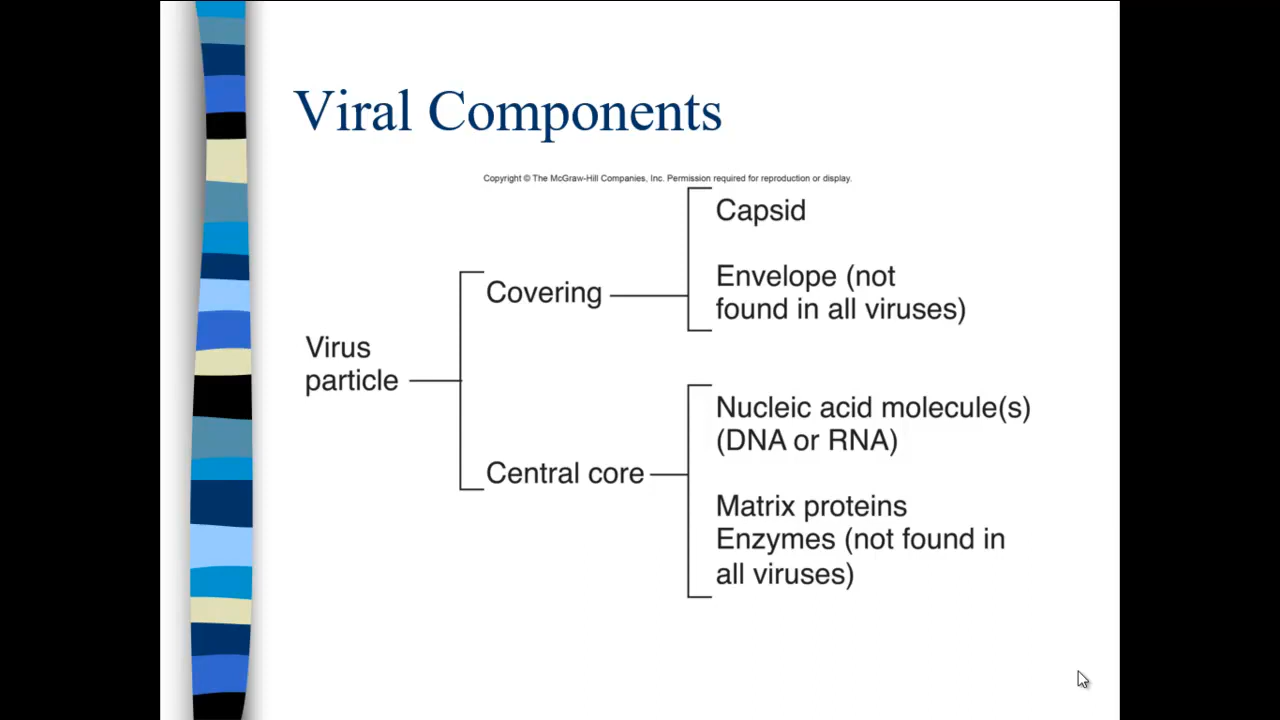 Viral Components
Copyright © The McGraw-Hill Companies, Inc. Permission required for reproduction or display.
Capsid
Envelope (not
found in all viruses)
Covering
Virus
particle
Central core
Nucleic acid molecule(s)
(DNA or RNA)
Matrix proteins
Enzymes (not found in
all viruses)